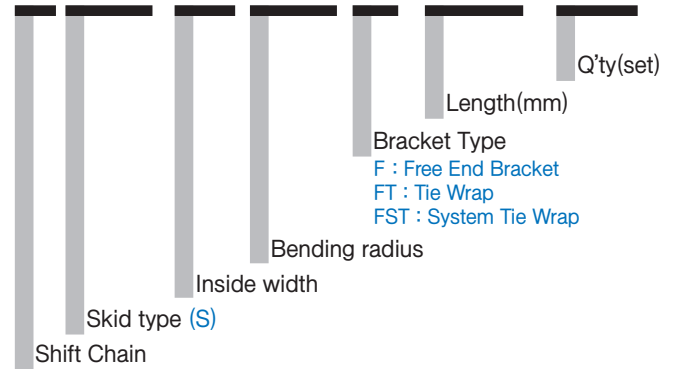 Q'ty(set)
Length(mm)
Bracket Type
F : Free End Bracket
FT : Tie Wrap
FST : System Tie Wrap
Bending radius
Inside width
Skid type (S)
Shift Chain